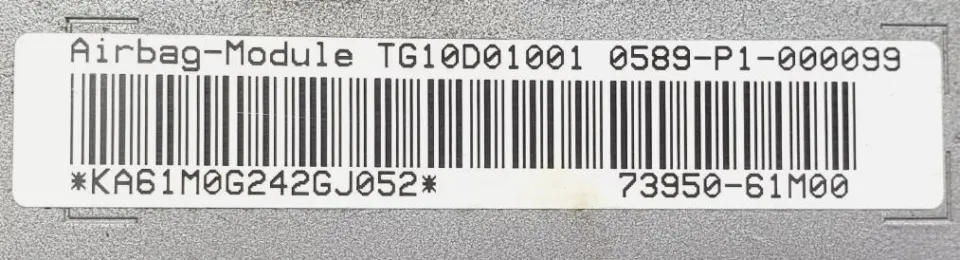 Airbag-Module TG10D01001 0589-P1-000099
*KA61M0G242GJ052* 73950-61M00